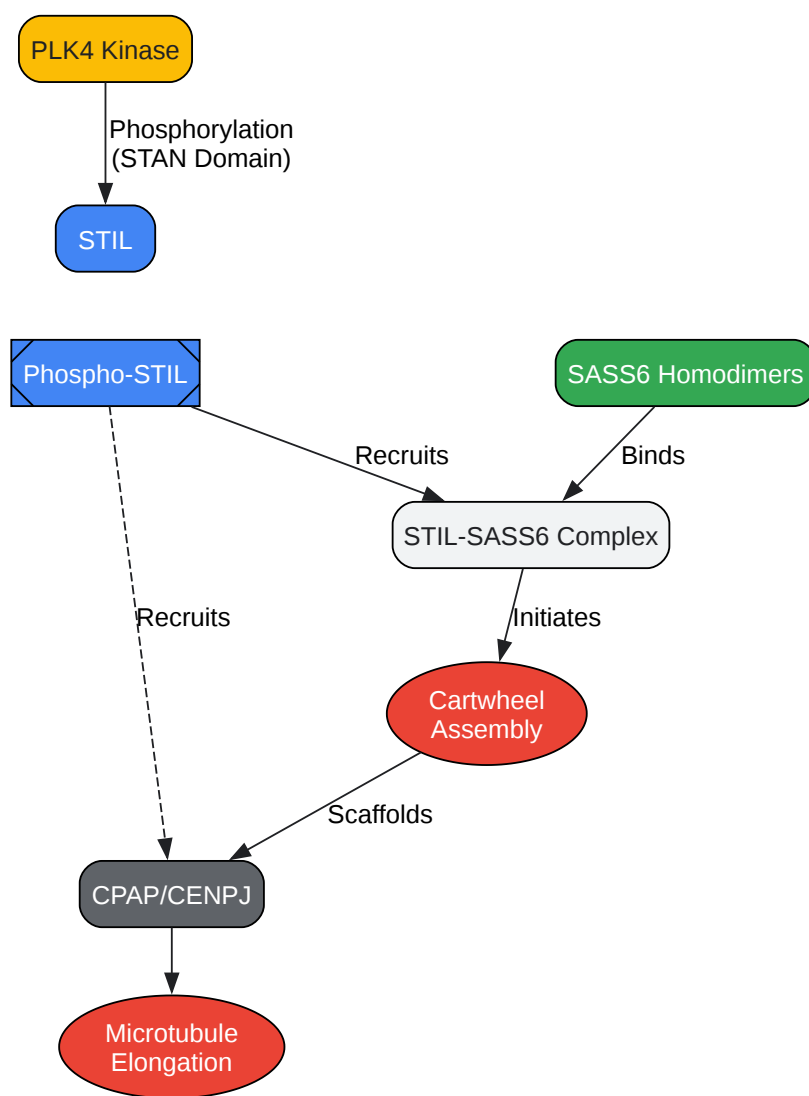 PLK4 Kinase
Phosphorylation
(STAN Domain)
STIL
Phospho-STIL
SASS6 Homodimers
Recruits
Binds
STIL-SASS6 Complex
Recruits
Initiates
Cartwheel
Assembly
Scaffolds
CPAP/CENPJ
Microtubule
Elongation